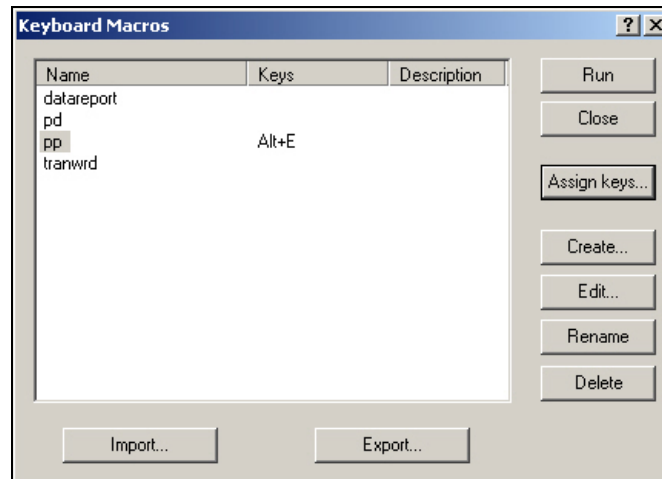 Keyboard Macros ? X
Name Keys Description
datareport
pd
pp Alt+E
tranwrd
Run
Close
Assign keys...
Create...
Edit...
Rename
Delete
Import... Export...